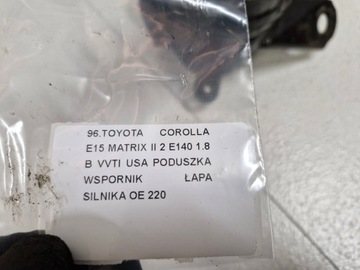 96.TOYOTA COROLLA
E15 MATRIX II 2 E140 1.8
B VVTI USA PODUSZKA
WSPORNIK ŁAPA
SILNIKA OE 220